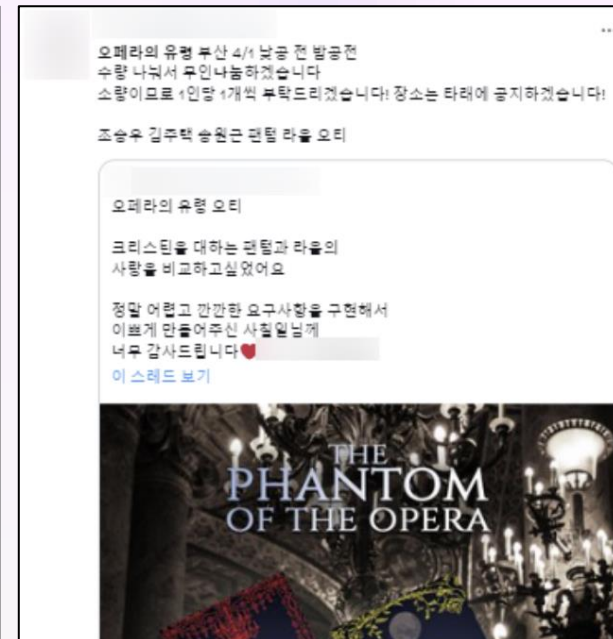 오페라의 유령 부산 4/1 낮공 전 밤공전
수량 나눠서 무인나눔하겠습니다
소량이므로 1인당 1개씩 부탁드리겠습니다! 장소는 타래에 공지하겠습니다!
조승우 김주택 송원근 팬텀 라울 오티
오페라의 유령 오티
크리스틴을 대하는 팬텀과 라울의
사랑을 비교하고싶었어요
정말 어렵고 깐깐한 요구사항을 구현해서
이쁘게 만들어주신 사칠일님께
너무 감사드립니다❤
이 스레드 보기
THE
PHANTOM
OF THE OPERA